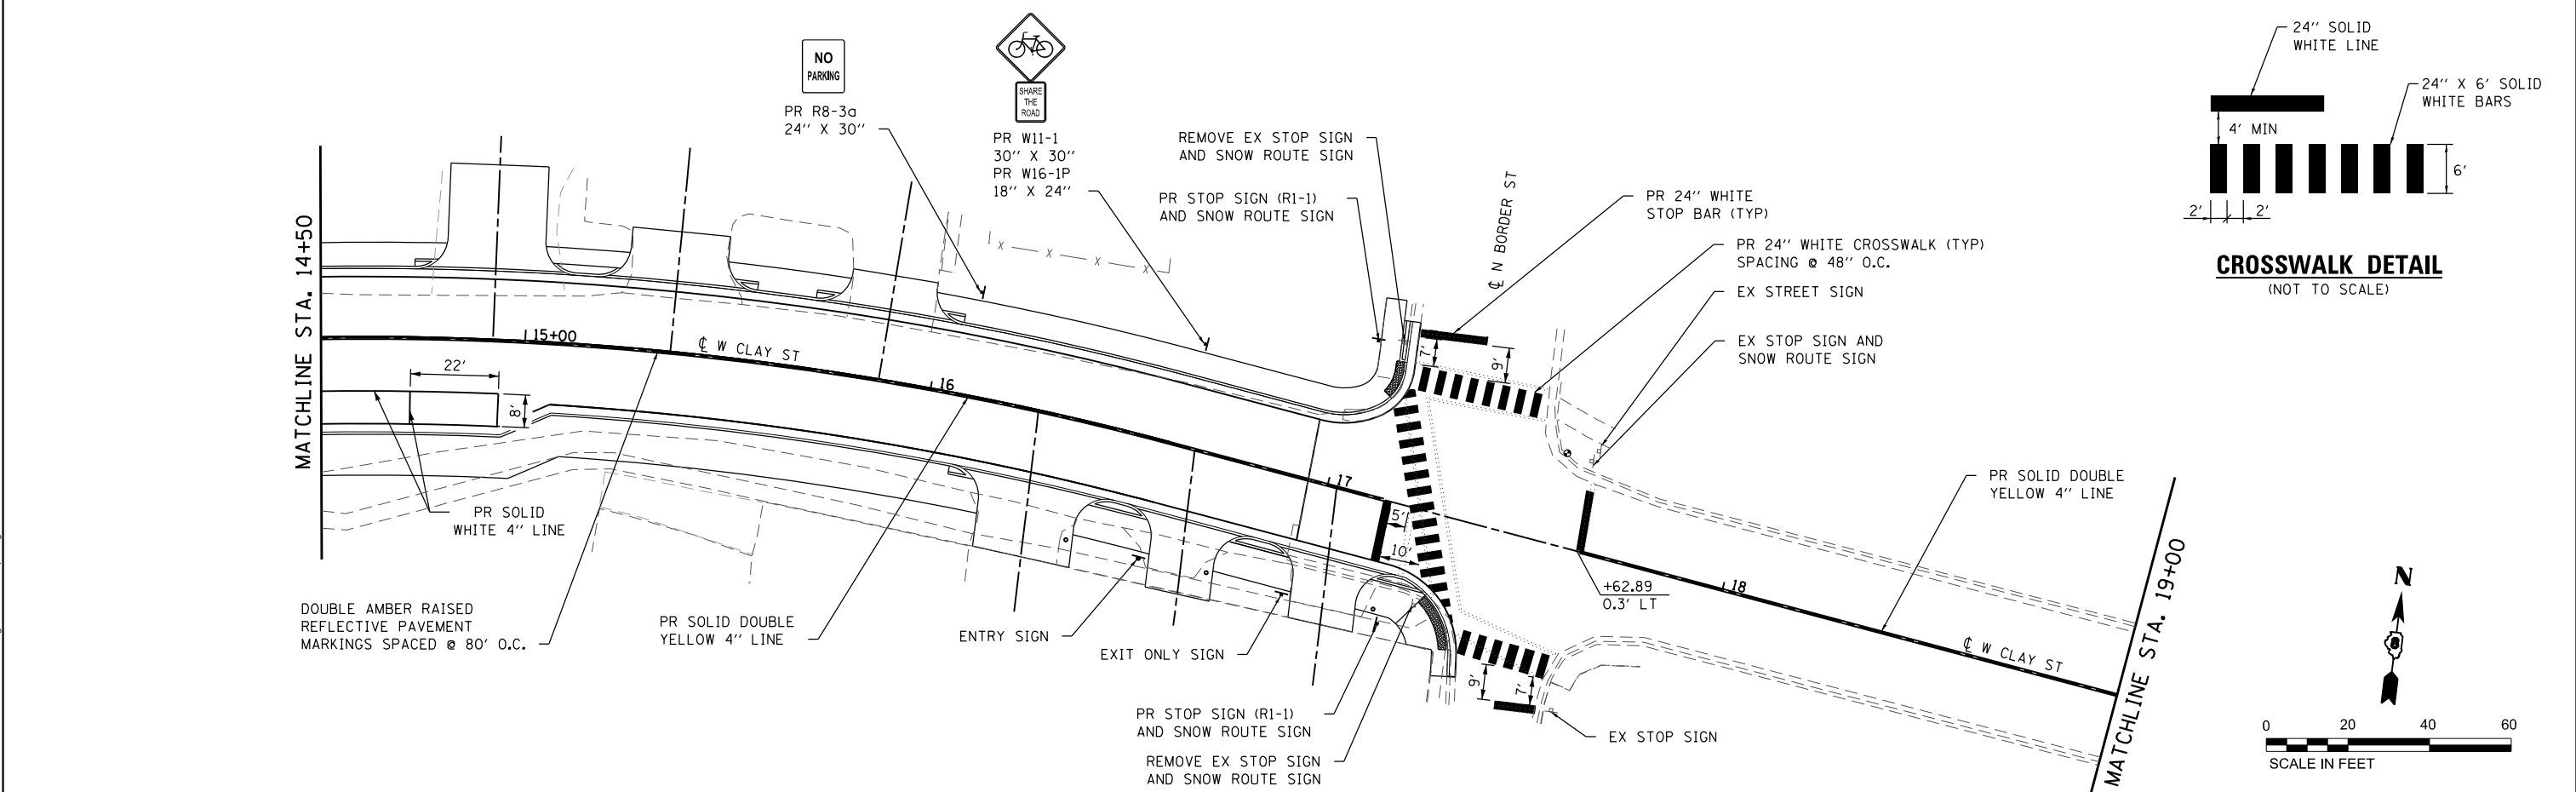 24'' SOLID
WHITE LINE
24'' X 6' SOLID
WHITE BARS
4' MIN
6'
2'
2'
CROSSWALK DETAIL
(NOT TO SCALE)
NO
PARKING
PR R8-3a
24'' X 30''
SHARE
THE
ROAD
PR W11-1
30'' X 30''
PR W16-1P
18'' X 24''
REMOVE EX STOP SIGN
AND SNOW ROUTE SIGN
PR STOP SIGN (R1-1)
AND SNOW ROUTE SIGN
℄ N BORDER ST
PR 24'' WHITE
STOP BAR (TYP)
PR 24'' WHITE CROSSWALK (TYP)
SPACING @ 48'' O.C.
EX STREET SIGN
EX STOP SIGN AND
SNOW ROUTE SIGN
7'
9'
MATCHLINE STA. 14+50
15+00
℄ W CLAY ST
16
22'
8'
17
5'
10'
PR SOLID
WHITE 4'' LINE
PR SOLID DOUBLE
YELLOW 4'' LINE
+62.89
0.3' LT
18
℄ W CLAY ST
MATCHLINE STA. 19+00
DOUBLE AMBER RAISED
REFLECTIVE PAVEMENT
MARKINGS SPACED @ 80' O.C.
PR SOLID DOUBLE
YELLOW 4'' LINE
ENTRY SIGN
EXIT ONLY SIGN
9'
7'
PR STOP SIGN (R1-1)
AND SNOW ROUTE SIGN
REMOVE EX STOP SIGN
AND SNOW ROUTE SIGN
EX STOP SIGN
N
0 20 40 60
SCALE IN FEET